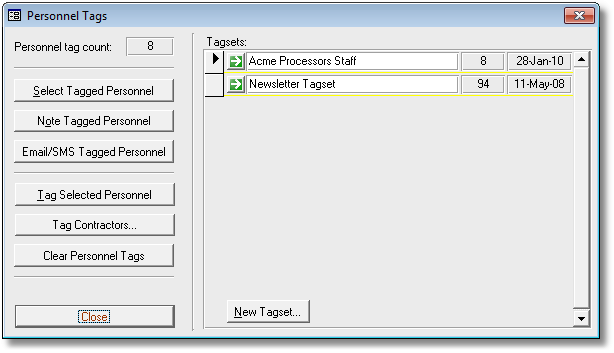 Personnel Tags
Personnel tag count: 8
Select Tagged Personnel
Note Tagged Personnel
Email/SMS Tagged Personnel
Tag Selected Personnel
Tag Contractors...
Clear Personnel Tags
Close
Tagsets:
Acme Processors Staff 8 28-Jan-10
Newsletter Tagset 94 11-May-08
New Tagset...